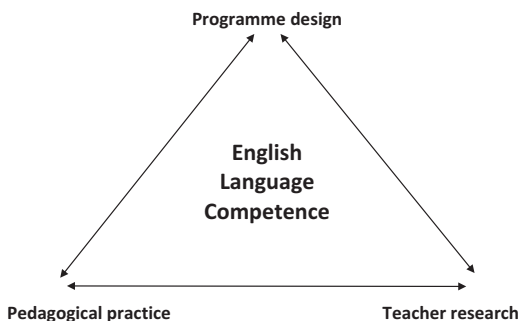 Programme design
English
Language
Competence
Pedagogical practice
Teacher research